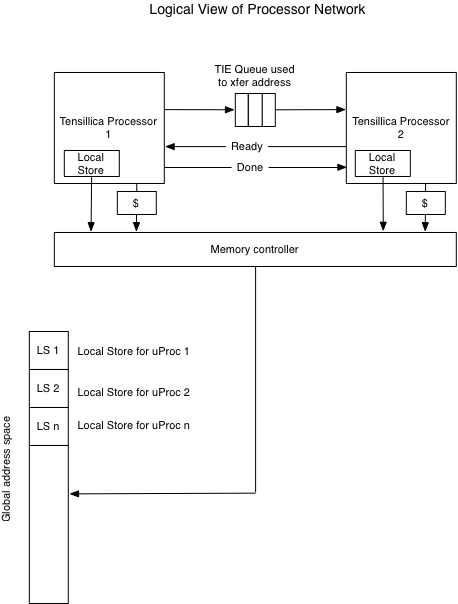 Logical View of Processor Network
TIE Queue used
to xfer address
Tensillica Processor
1
Tensillica Processor
2
Ready
Done
Local
Store
Local
Store
$
$
Memory controller
LS 1
Local Store for uProc 1
LS 2
Local Store for uProc 2
LS n
Local Store for uProc n
Global address space